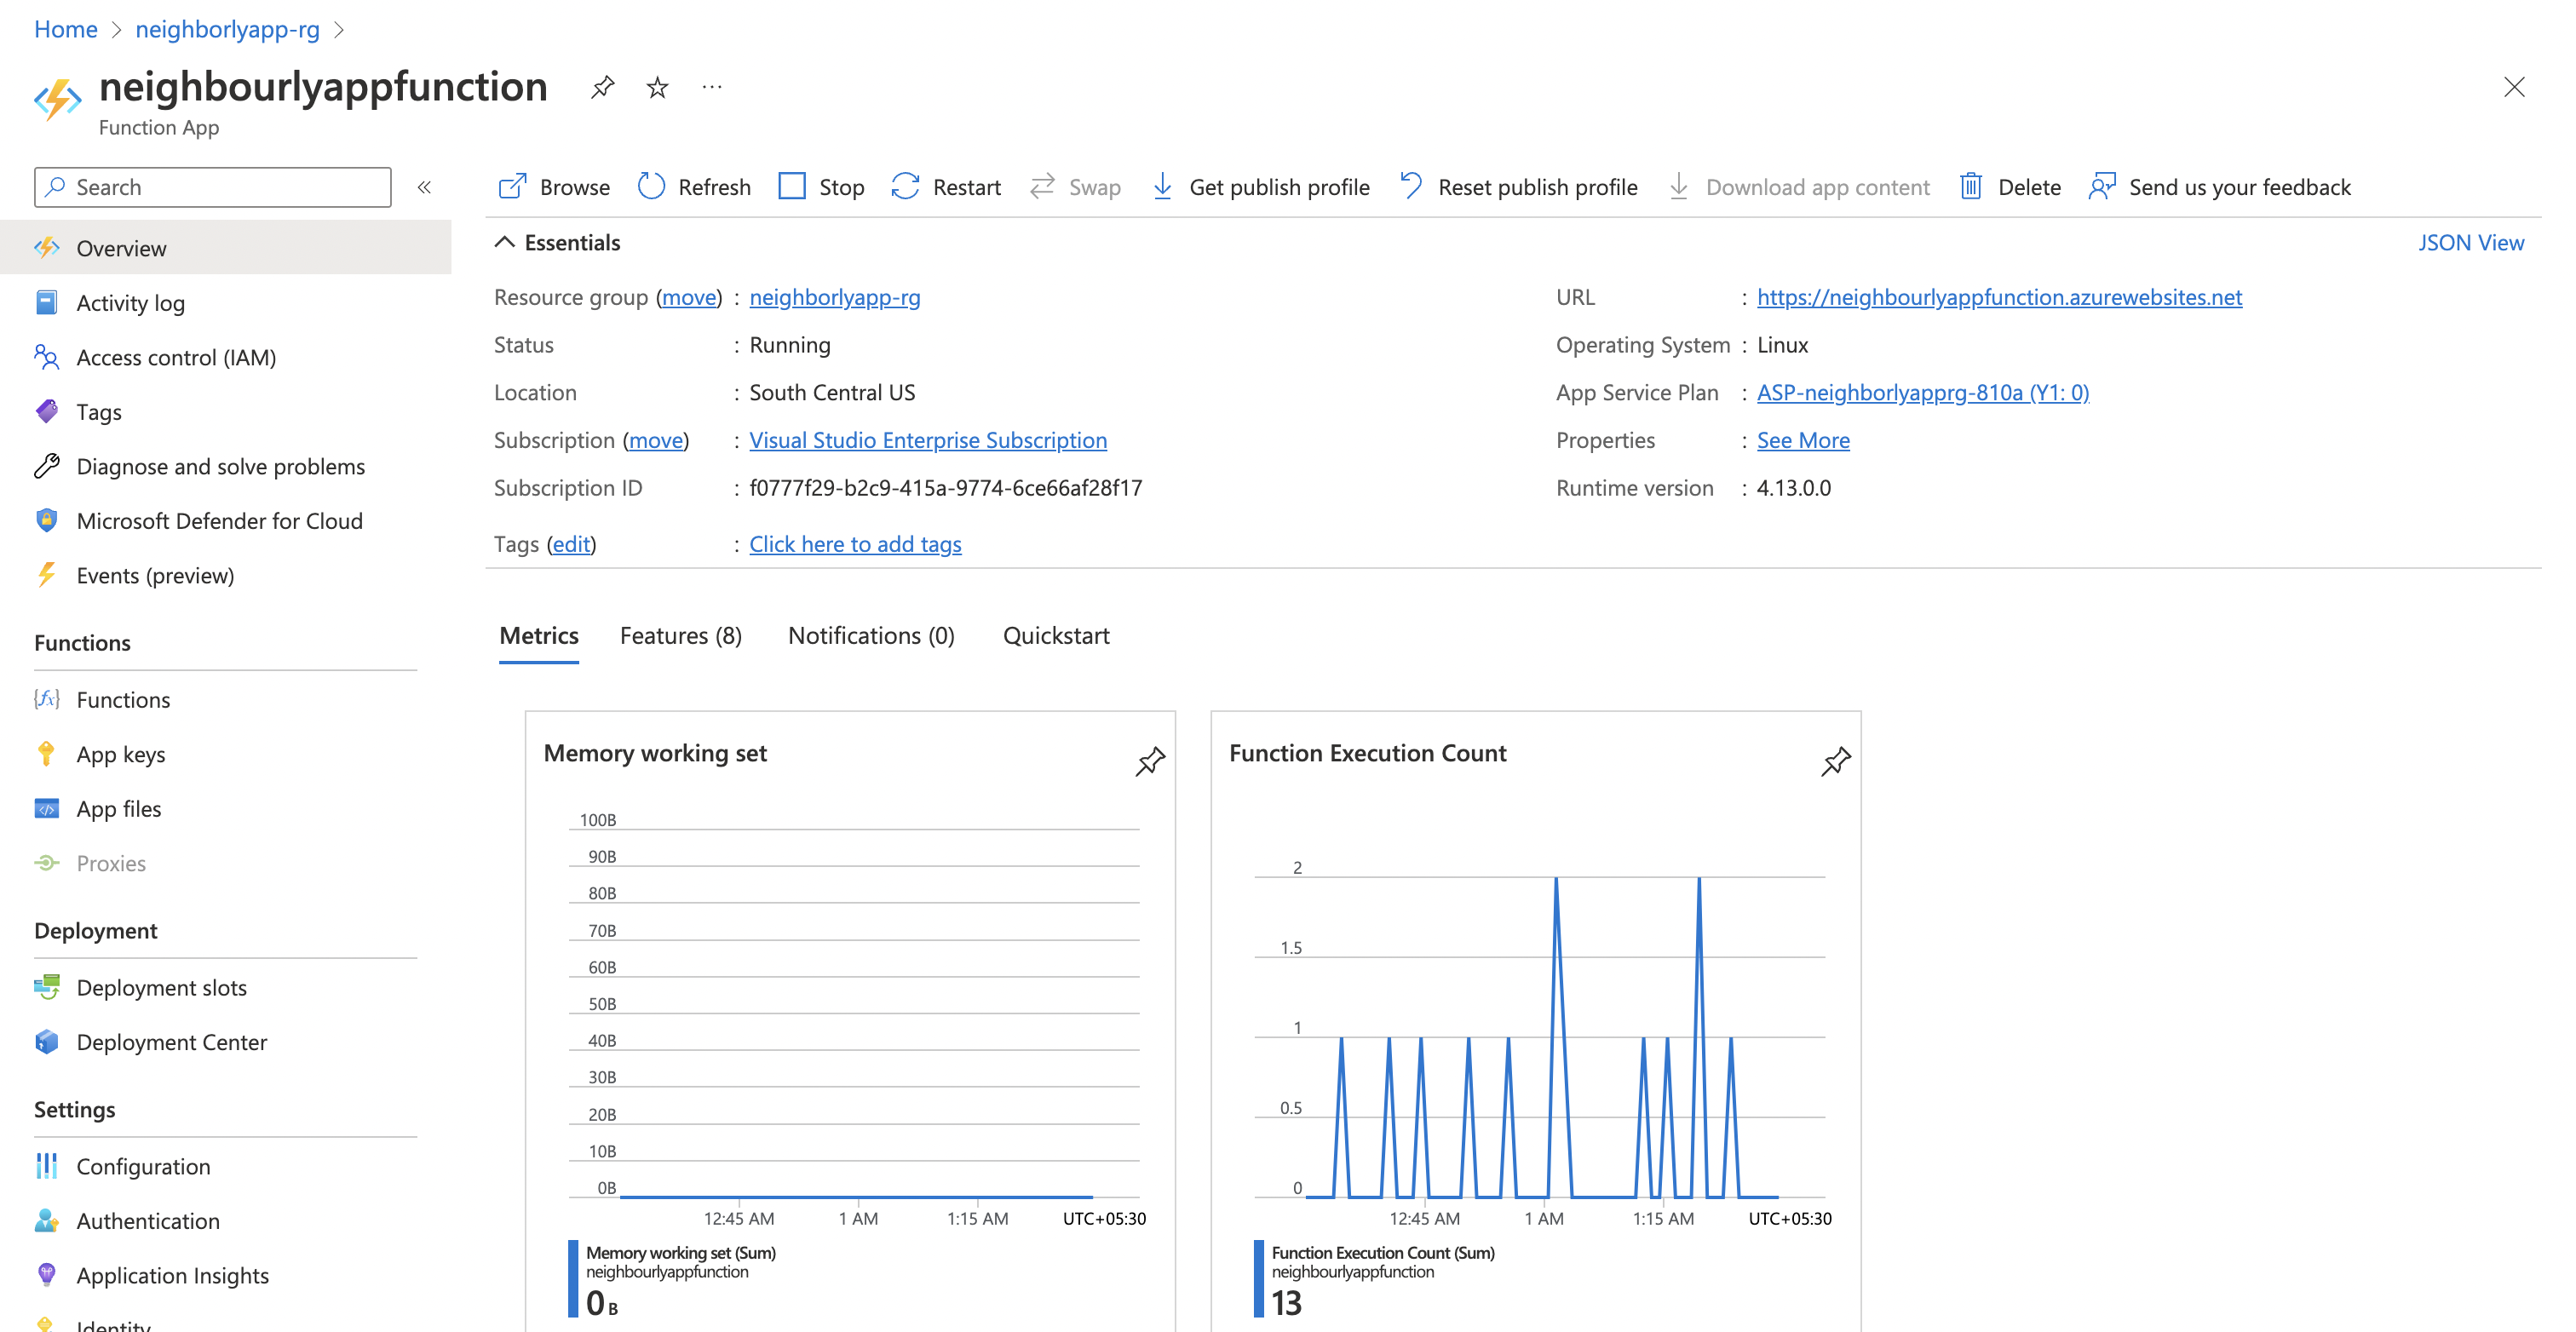 Home > neighborlyapp-rg >
neighbourlyappfunction ...
Function App
Search «
Overview
Activity log
Access control (IAM)
Tags
Diagnose and solve problems
Microsoft Defender for Cloud
Events (preview)
Functions
Functions
App keys
App files
Proxies
Deployment
Deployment slots
Deployment Center
Settings
Configuration
Authentication
Application Insights
Identity
Browse Refresh Stop Restart Swap Get publish profile Reset publish profile Download app content Delete Send us your feedback
Essentials JSON View
Resource group (move) : neighborlyapp-rg
Status : Running
Location : South Central US
Subscription (move) : Visual Studio Enterprise Subscription
Subscription ID : f0777f29-b2c9-415a-9774-6ce66af28f17
Tags (edit) : Click here to add tags
URL : https://neighbourlyappfunction.azurewebsites.net
Operating System : Linux
App Service Plan : ASP-neighborlyapprg-810a (Y1: 0)
Properties : See More
Runtime version : 4.13.0.0
Metrics Features (8) Notifications (0) Quickstart
Memory working set
100B
90B
80B
70B
60B
50B
40B
30B
20B
10B
0B
12:45 AM 1 AM 1:15 AM UTC+05:30
Memory working set (Sum)
neighbourlyappfunction
0 B
Function Execution Count
2
1.5
1
0.5
0
12:45 AM 1 AM 1:15 AM UTC+05:30
Function Execution Count (Sum)
neighbourlyappfunction
13